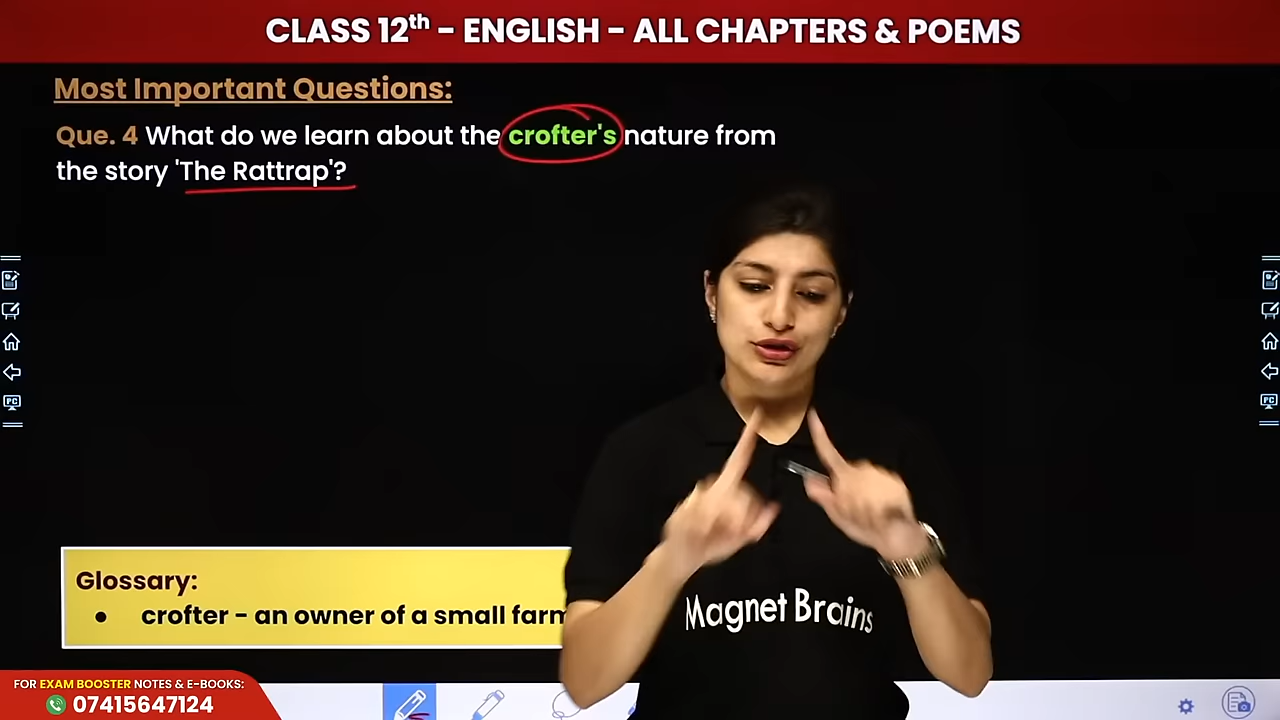 CLASS 12th - ENGLISH - ALL CHAPTERS & POEMS
Most Important Questions:
Que. 4 What do we learn about the crofter's nature from
the story 'The Rattrap'?
Glossary:
● crofter - an owner of a small farm
Magnet Brains
FOR EXAM BOOSTER NOTES & E-BOOKS:
07415647124
PC
PC